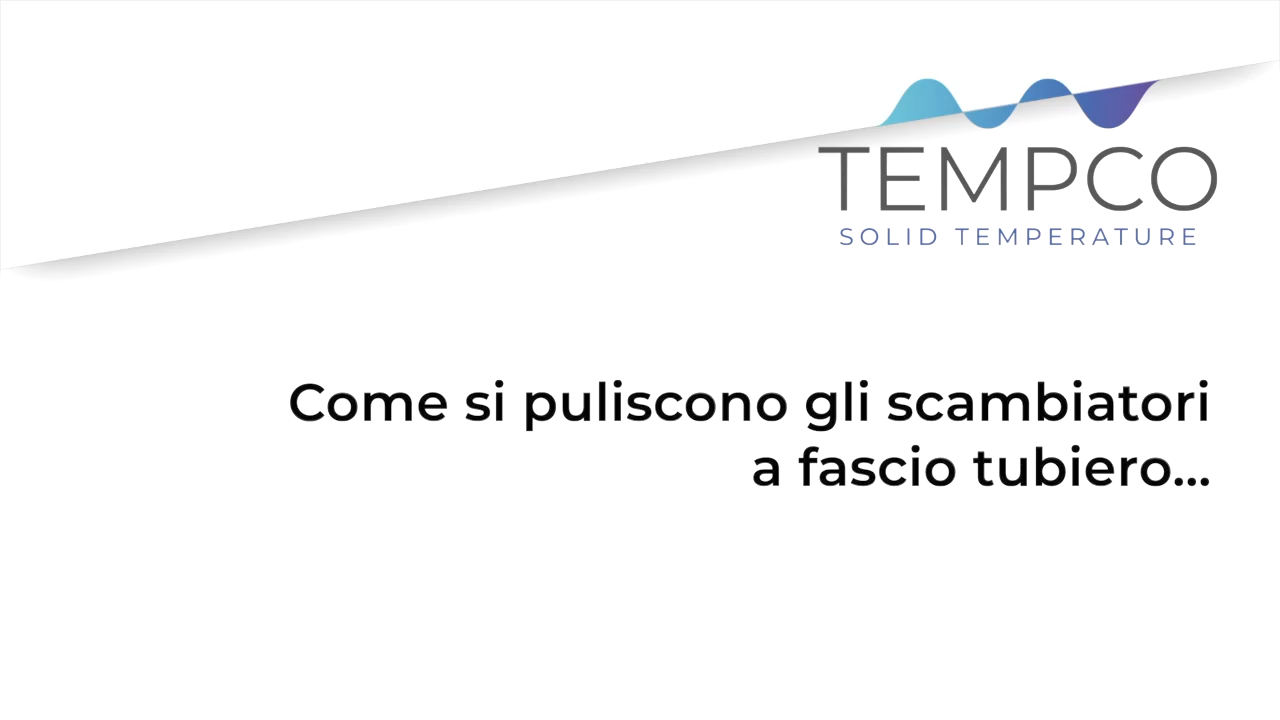 TEMPCO
SOLID TEMPERATURE
Come si puliscono gli scambiatori
a fascio tubiero...